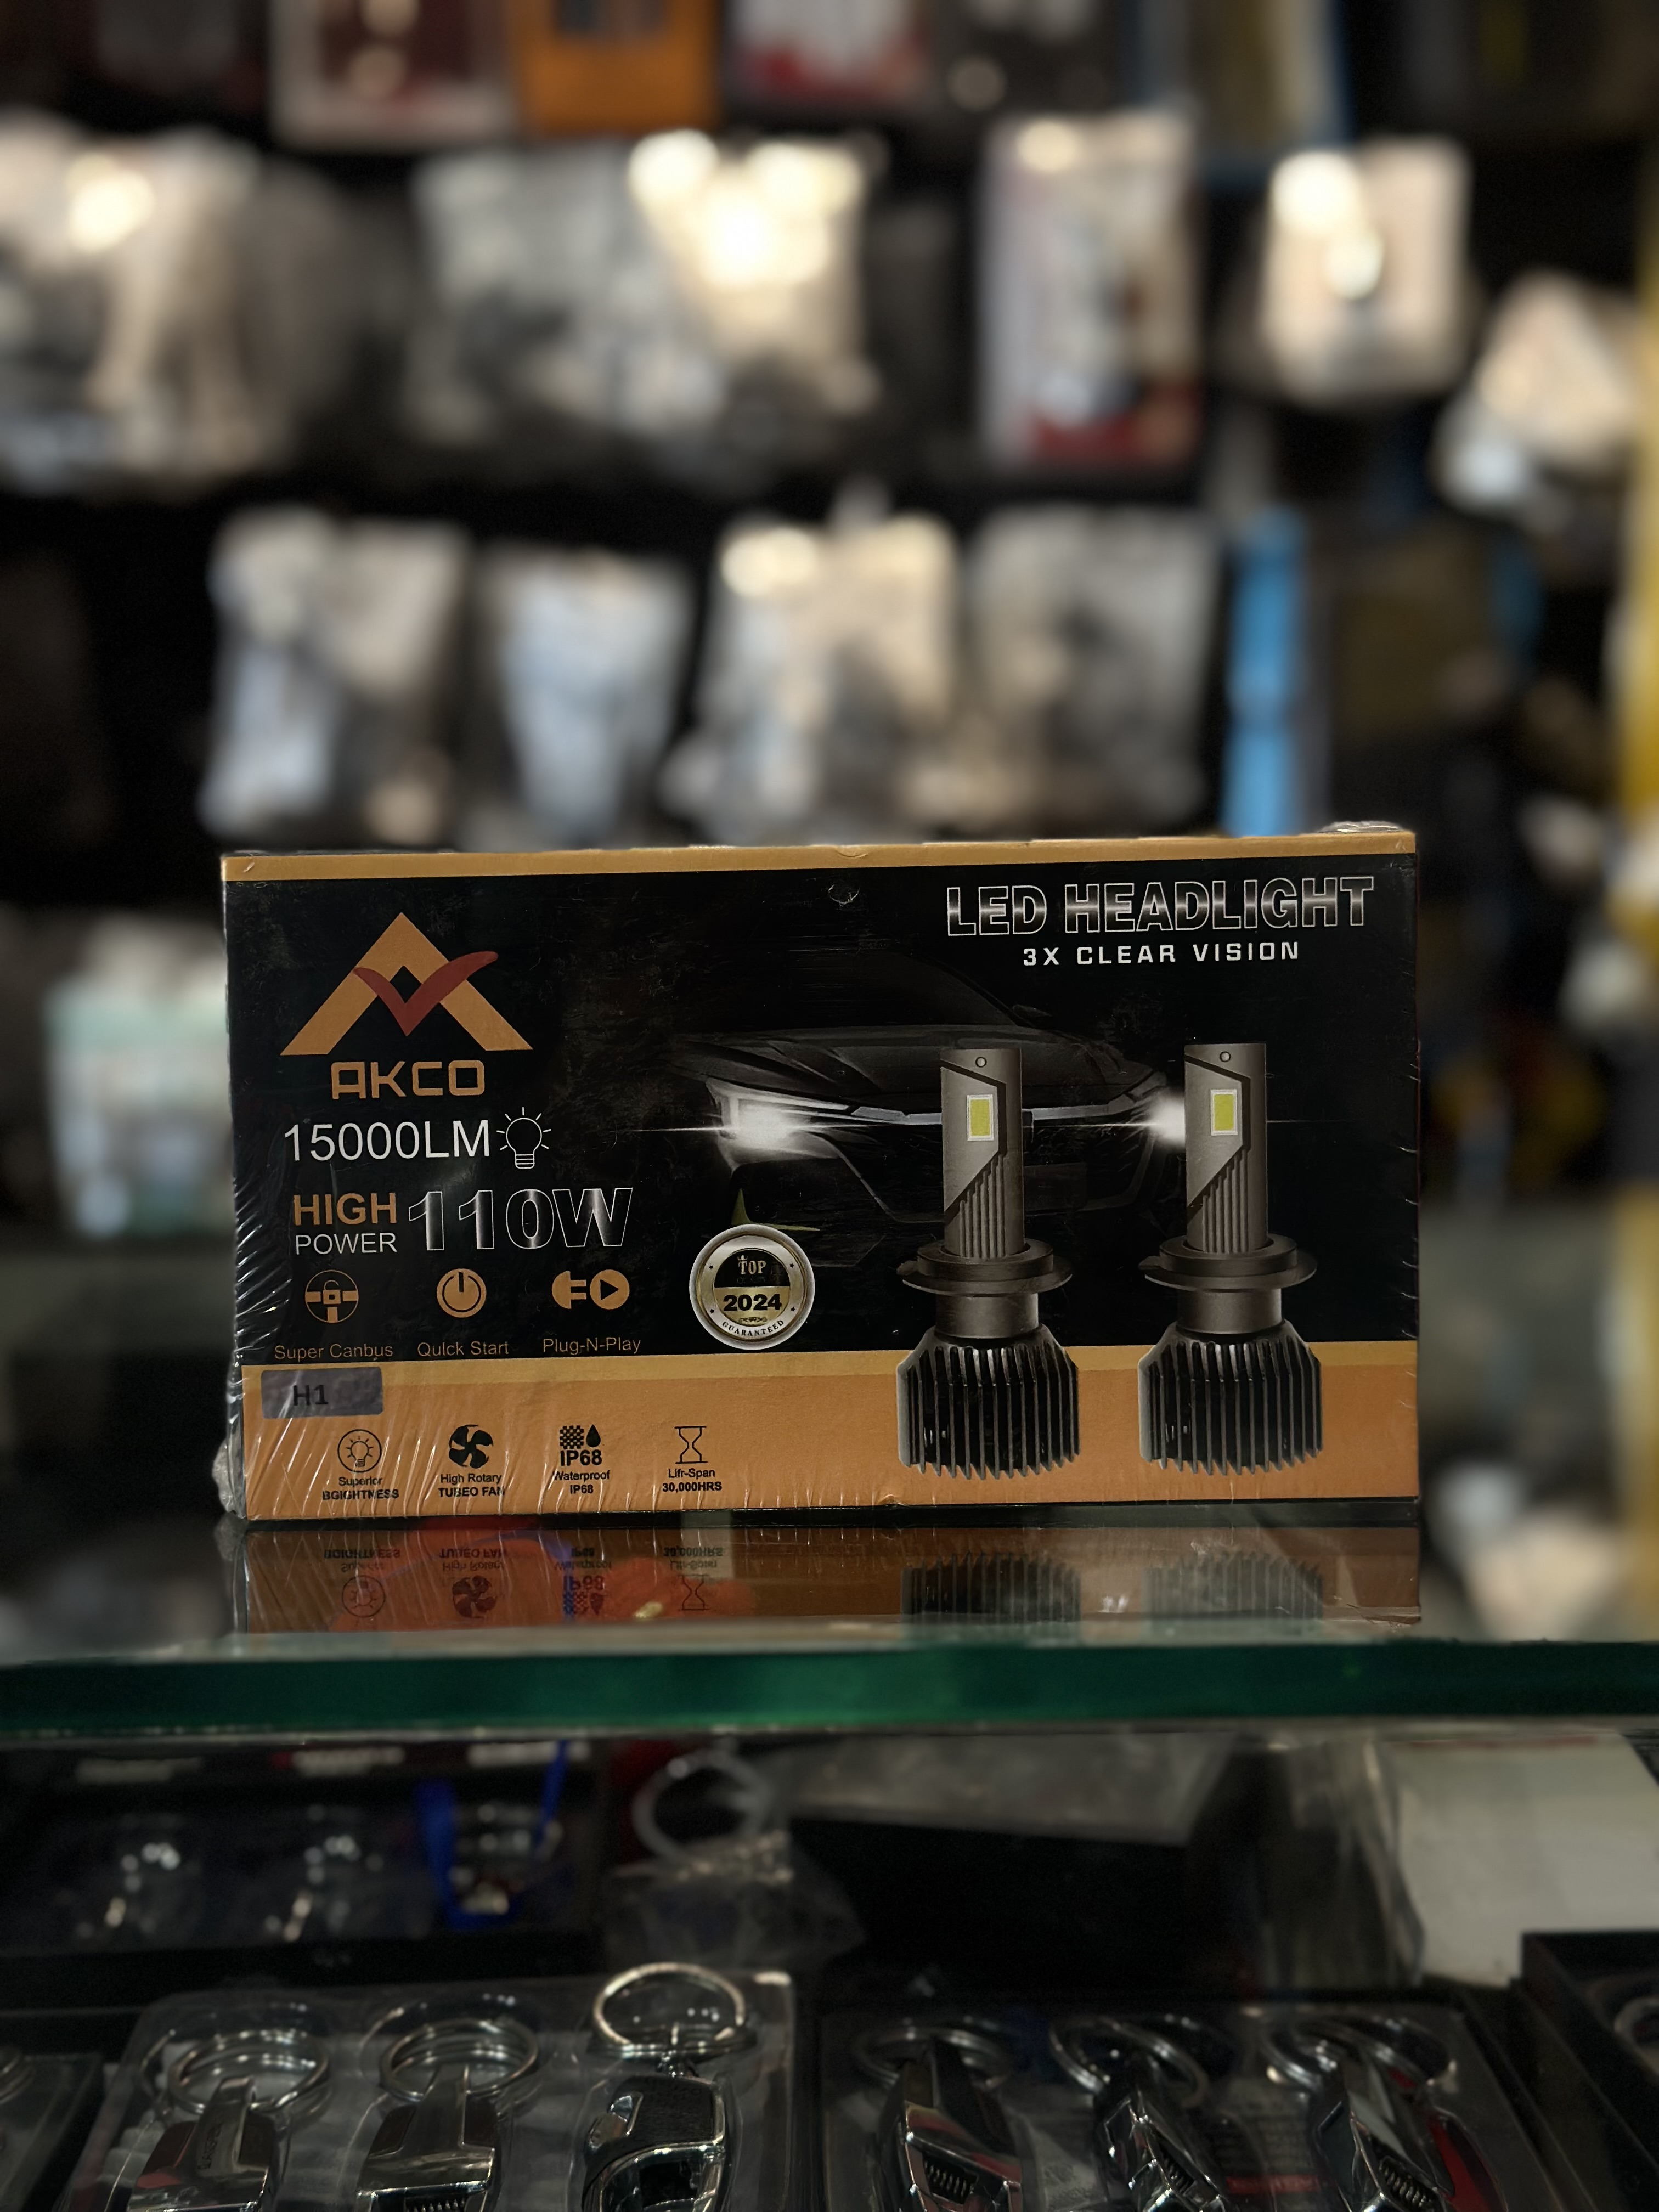 LED HEADLIGHT
3X CLEAR VISION
AKCO
15000LM
HIGH POWER 110W
Super Canbus
Quick Start
Plug-N-Play
TOP
2024
GUARANTEED
H1
Superior
BGIGHTNESS
High Rotary
TUBEO FAN
IP68
Waterproof
IP68
Lifr-Span
30,000HRS